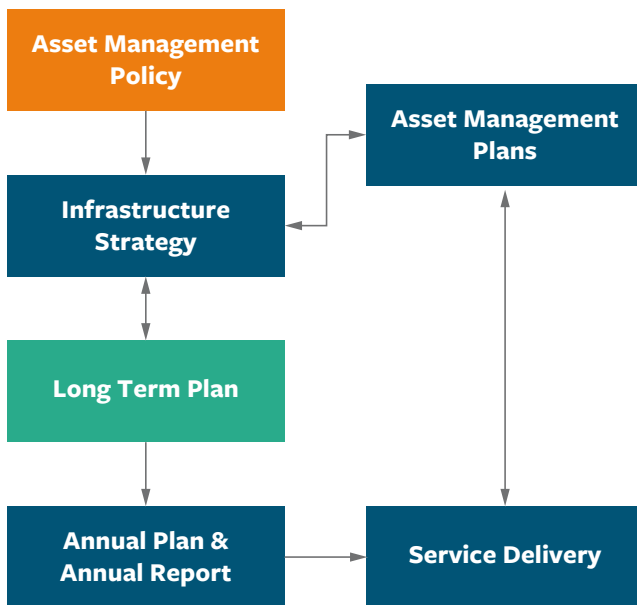 Asset Management
Policy
Asset Management
Plans
Infrastructure
Strategy
Long Term Plan
Annual Plan &
Annual Report
Service Delivery